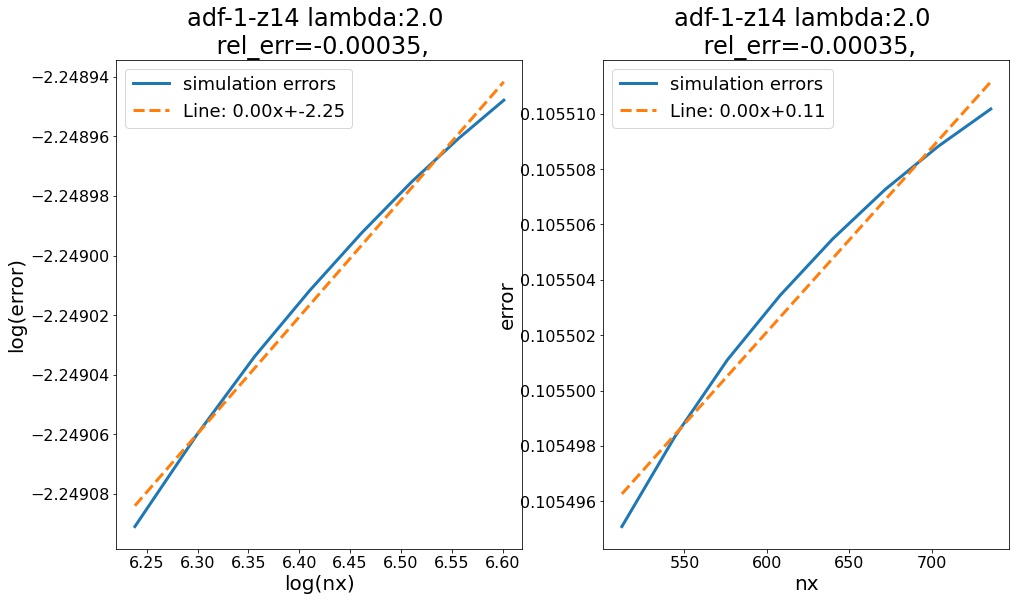 adf-1-z14 lambda:2.0
rel_err=-0.00035,
simulation errors
Line: 0.00x+-2.25
−2.24894
−2.24896
−2.24898
−2.24900
−2.24902
−2.24904
−2.24906
−2.24908
log(error)
6.25 6.30 6.35 6.40 6.45 6.50 6.55 6.60
log(nx)
adf-1-z14 lambda:2.0
rel_err=-0.00035,
simulation errors
Line: 0.00x+0.11
0.105510
0.105508
0.105506
0.105504
0.105502
0.105500
0.105498
0.105496
error
550 600 650 700
nx